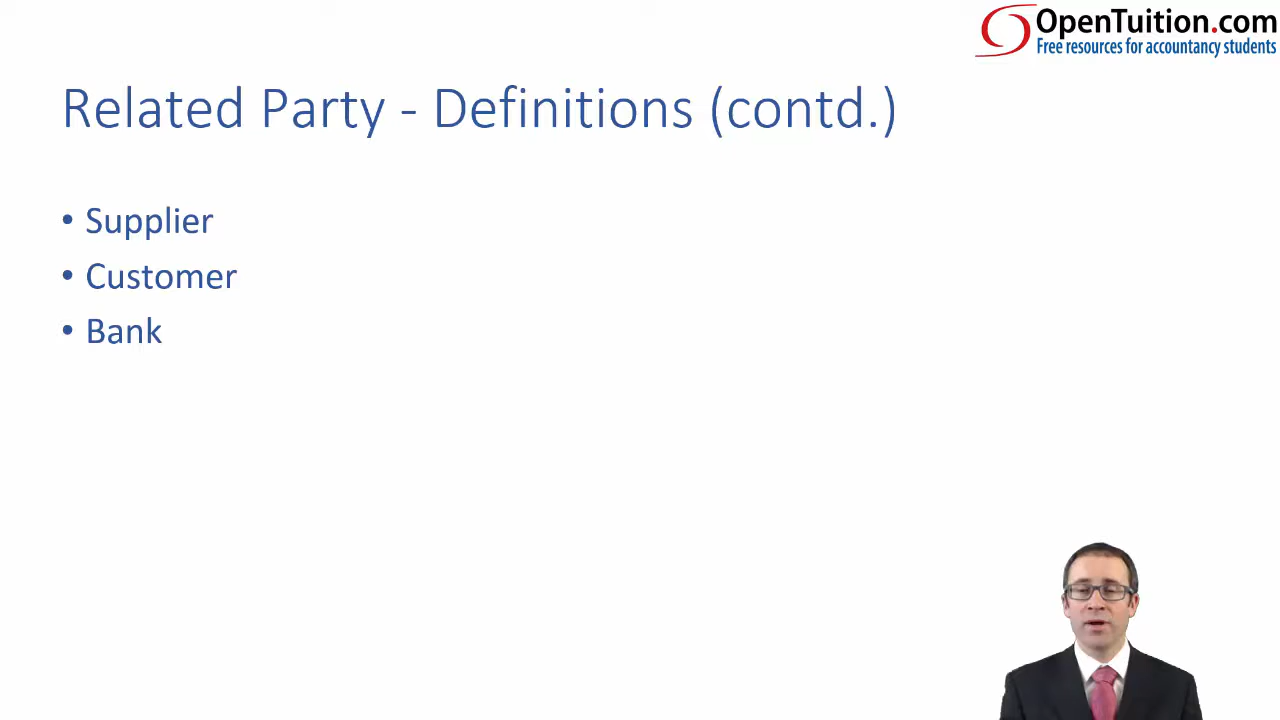 OpenTuition.com
Free resources for accountancy students
Related Party - Definitions (contd.)
• Supplier
• Customer
• Bank